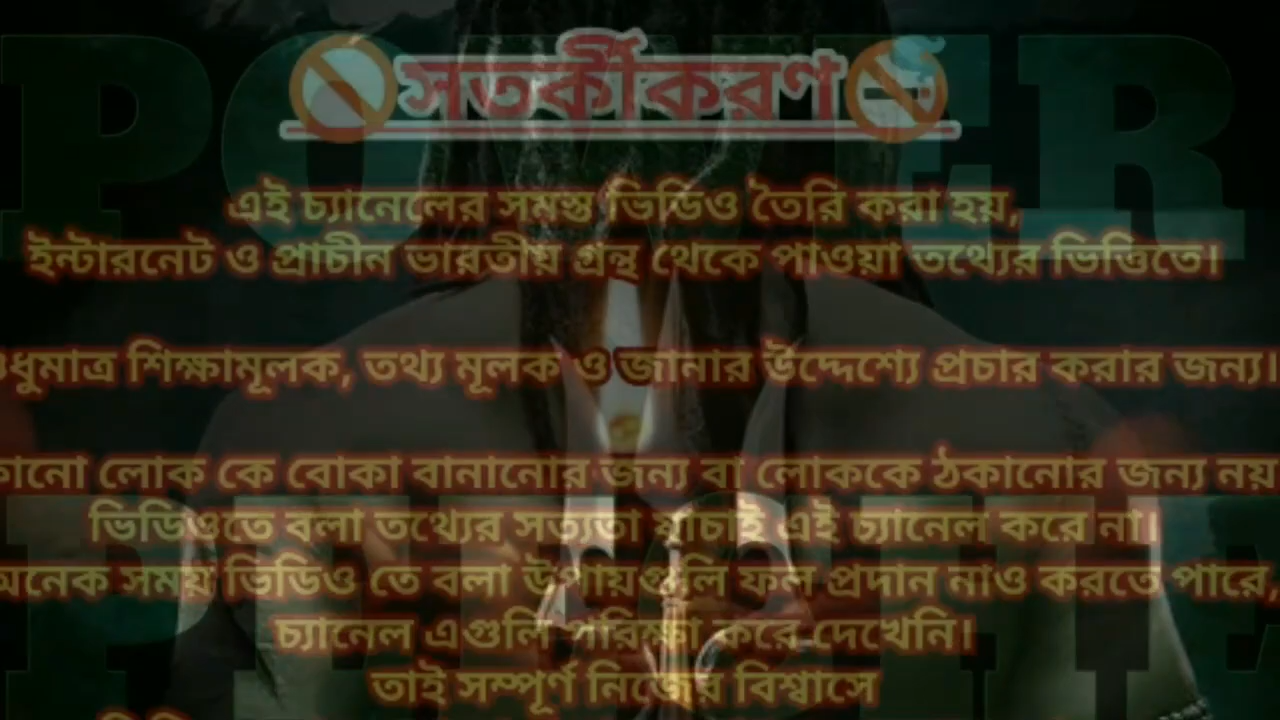 POWER
সতর্কীকরণ
এই চ্যানেলের সমস্ত ভিডিও তৈরি করা হয়,
ইন্টারনেট ও প্রাচীন ভারতীয় গ্রন্থ থেকে পাওয়া তথ্যের ভিত্তিতে।
শিক্ষামূলক, তথ্য মূলক ও জানার উদ্দেশ্যে প্রচার করার জন্য।
লোক কে বোকা বানানোর জন্য বা লোককে ঠকানোর জন্য নয়
ভিডিওতে বলা তথ্যের সত্যতা যাচাই এই চ্যানেল করে না।
অনেক সময় ভিডিও তে বলা উপায়গুলি ফল প্রদান নাও করতে পারে,
চ্যানেল এগুলি পরিক্ষা করে দেখেনি।
তাই সম্পূর্ণ নিজের বিশ্বাসে